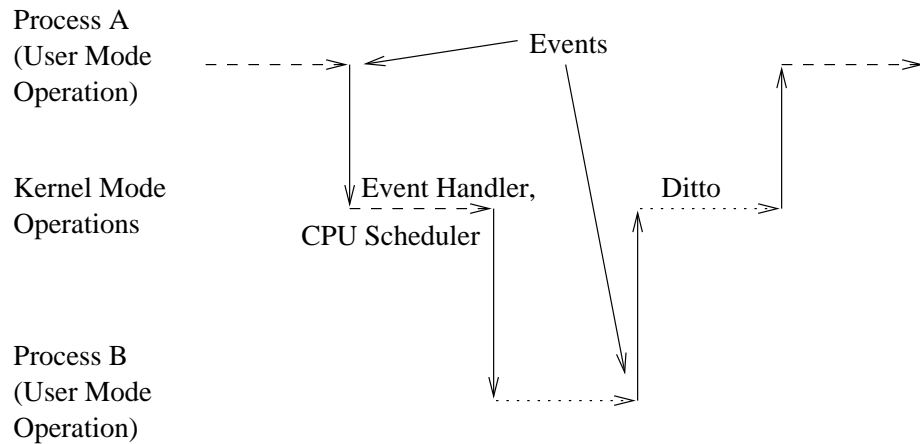 Process A
(User Mode
Operation)
Events
Kernel Mode
Operations
Event Handler,
CPU Scheduler
Ditto
Process B
(User Mode
Operation)